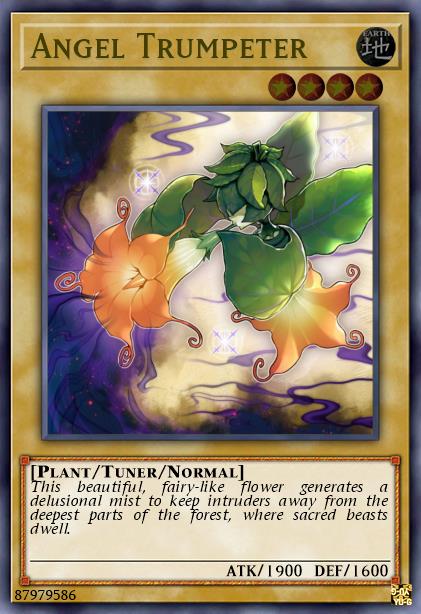 ANGEL TRUMPETER
EARTH
地
[PLANT/TUNER/NORMAL]
This beautiful, fairy-like flower generates a
delusional mist to keep intruders away from the
deepest parts of the forest, where sacred beasts
dwell.
ATK/1900 DEF/1600
87979586